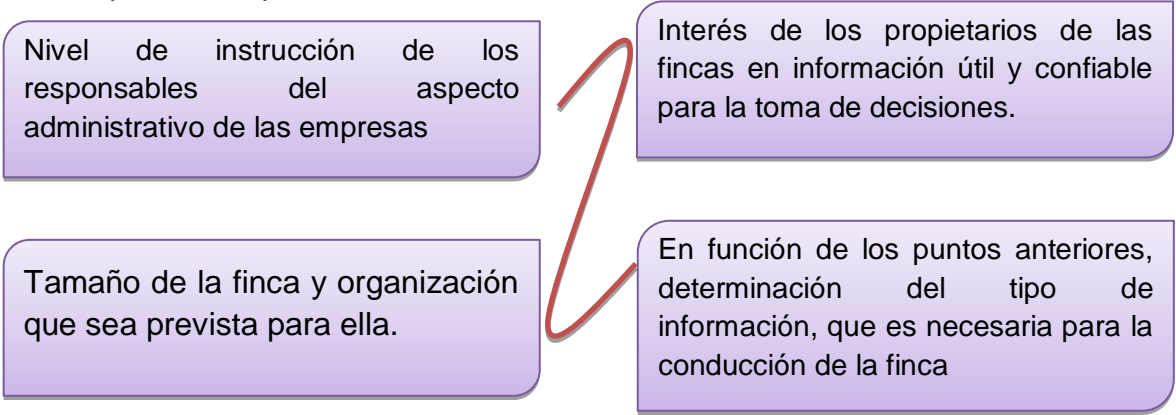 Nivel de instrucción de los
responsables del aspecto
administrativo de las empresas
Interés de los propietarios de las
fincas en información útil y confiable
para la toma de decisiones.
Tamaño de la finca y organización
que sea prevista para ella.
En función de los puntos anteriores,
determinación del tipo de
información, que es necesaria para la
conducción de la finca